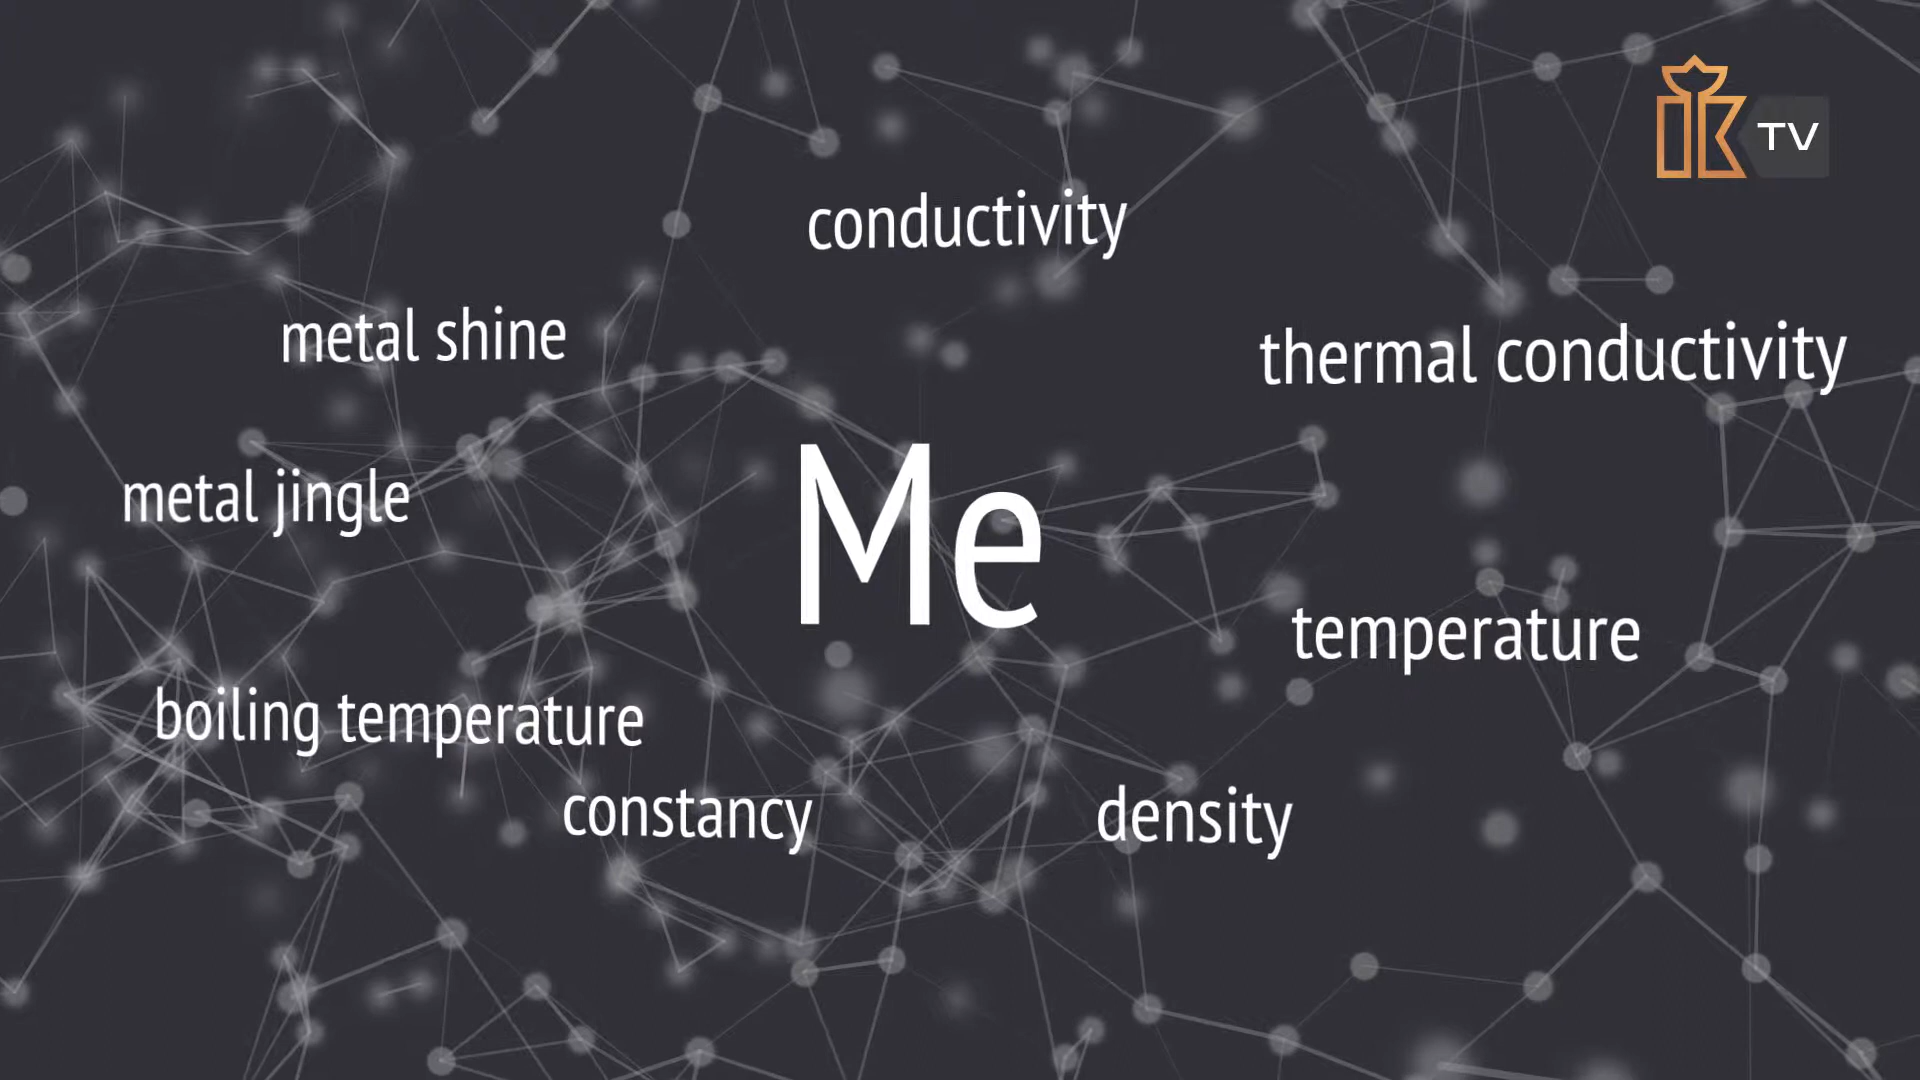 TV
conductivity
metal shine
thermal conductivity
metal jingle
Me
temperature
boiling temperature
constancy
density